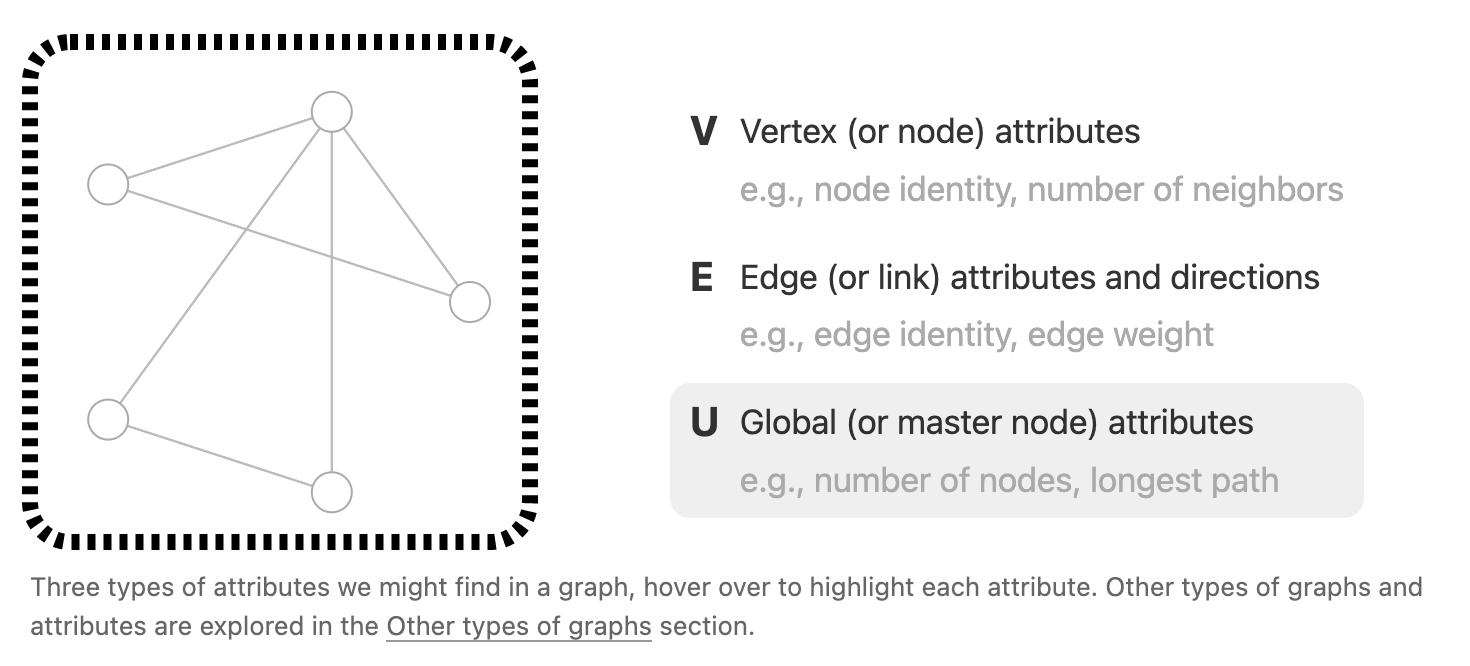 V Vertex (or node) attributes
e.g., node identity, number of neighbors
E Edge (or link) attributes and directions
e.g., edge identity, edge weight
U Global (or master node) attributes
e.g., number of nodes, longest path
Three types of attributes we might find in a graph, hover over to highlight each attribute. Other types of graphs and
attributes are explored in the Other types of graphs section.